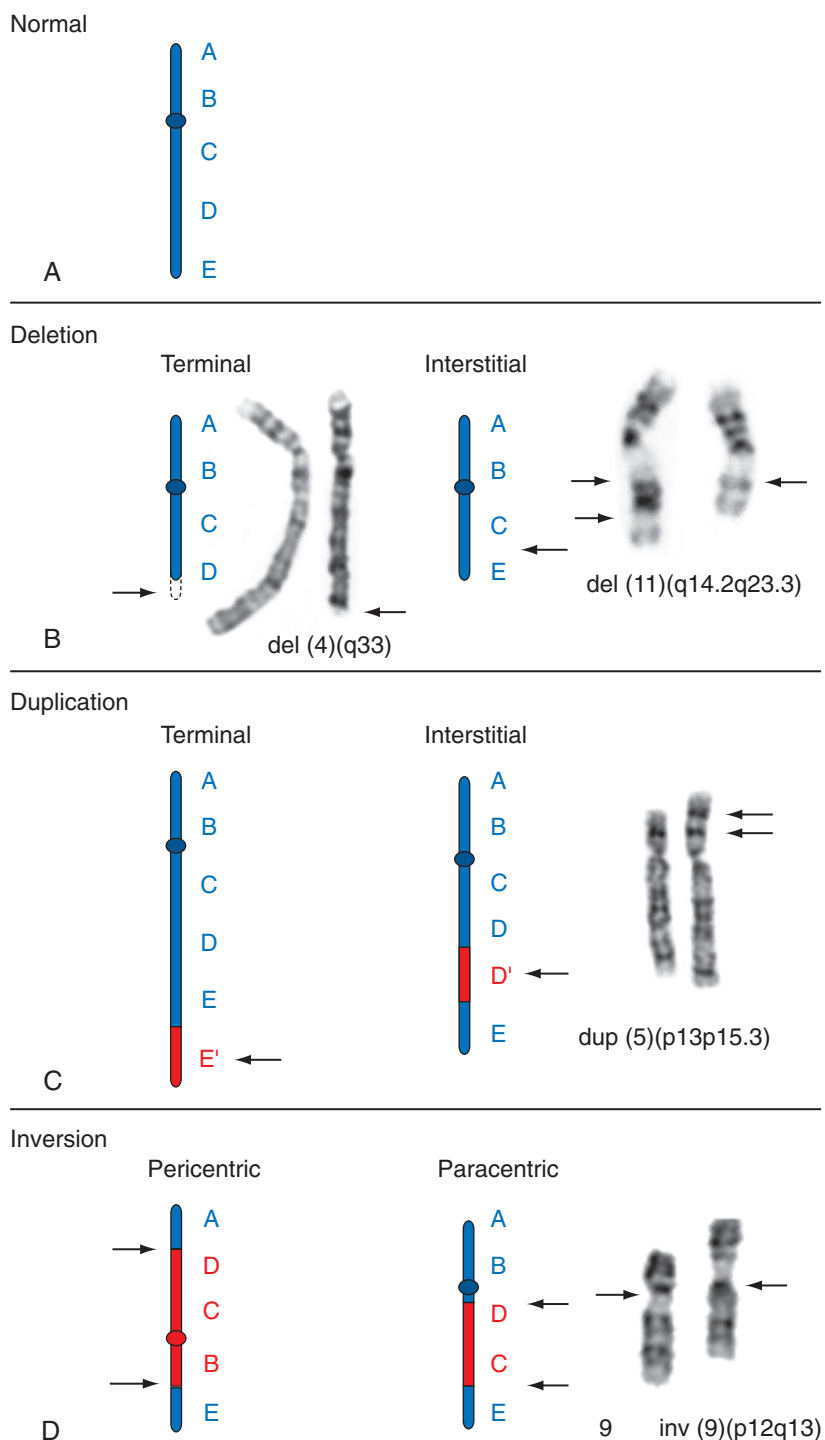 Normal
A
B
C
D
E
A
Deletion
Terminal
A
B
C
D
del (4)(q33)
Interstitial
A
B
C
E
del (11)(q14.2q23.3)
B
Duplication
Terminal
A
B
C
D
E
E'
Interstitial
A
B
C
D
D'
E
dup (5)(p13p15.3)
C
Inversion
Pericentric
A
D
C
B
E
Paracentric
A
B
D
C
E
9 inv (9)(p12q13)
D